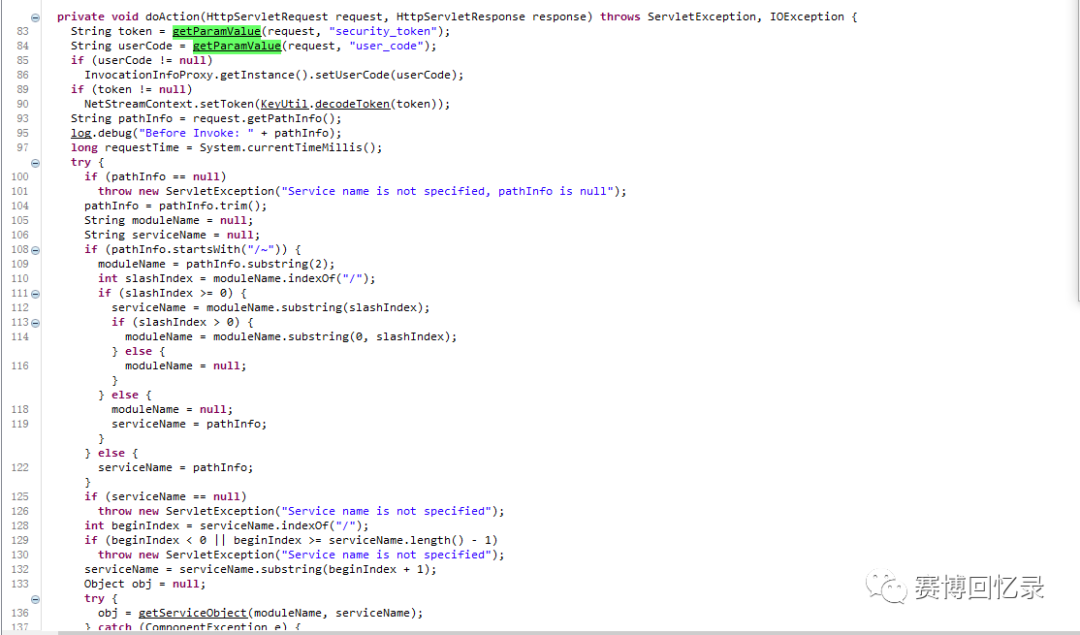 private void doAction(HttpServletRequest request, HttpServletResponse response) throws ServletException, IOException {
83 String token = getParamValue(request, "security_token");
84 String userCode = getParamValue(request, "user_code");
85 if (userCode != null)
86 InvocationInfoProxy.getInstance().setUserCode(userCode);
89 if (token != null)
90 NetStreamContext.setToken(KeyUtil.decodeToken(token));
93 String pathInfo = request.getPathInfo();
95 log.debug("Before Invoke: " + pathInfo);
97 long requestTime = System.currentTimeMillis();
try {
100 if (pathInfo == null)
101 throw new ServletException("Service name is not specified, pathInfo is null");
104 pathInfo = pathInfo.trim();
105 String moduleName = null;
106 String serviceName = null;
108 if (pathInfo.startsWith("/~")) {
109 moduleName = pathInfo.substring(2);
110 int slashIndex = moduleName.indexOf("/");
111 if (slashIndex >= 0) {
112 serviceName = moduleName.substring(slashIndex);
113 if (slashIndex > 0) {
114 moduleName = moduleName.substring(0, slashIndex);
} else {
116 moduleName = null;
}
} else {
118 moduleName = null;
119 serviceName = pathInfo;
}
} else {
122 serviceName = pathInfo;
}
125 if (serviceName == null)
126 throw new ServletException("Service name is not specified");
128 int beginIndex = serviceName.indexOf("/");
129 if (beginIndex < 0 || beginIndex >= serviceName.length() - 1)
130 throw new ServletException("Service name is not specified");
132 serviceName = serviceName.substring(beginIndex + 1);
133 Object obj = null;
try {
136 obj = getServiceObject(moduleName, serviceName);
137 } catch (ComponentException e) {
赛博回忆录